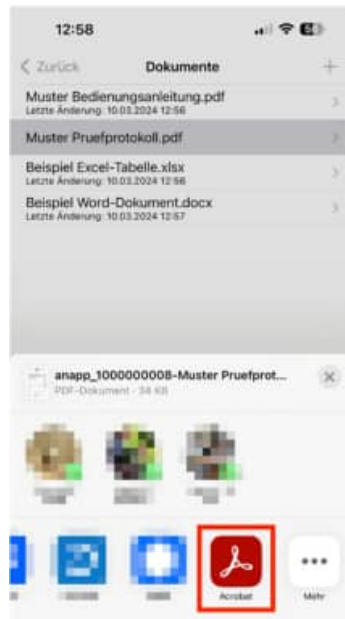 12:58
Zurück
Dokumente
Muster Bedienungsanleitung.pdf
Letzte Änderung: 10.03.2024 12:56
Muster Pruefprotokoll.pdf
Beispiel Excel-Tabelle.xlsx
Letzte Änderung: 10.03.2024 12:56
Beispiel Word-Dokument.docx
Letzte Änderung: 10.03.2024 12:57
anapp_1000000008-Muster Pruefprot...
PDF-Dokument · 34 KB
Acrobat
Mehr